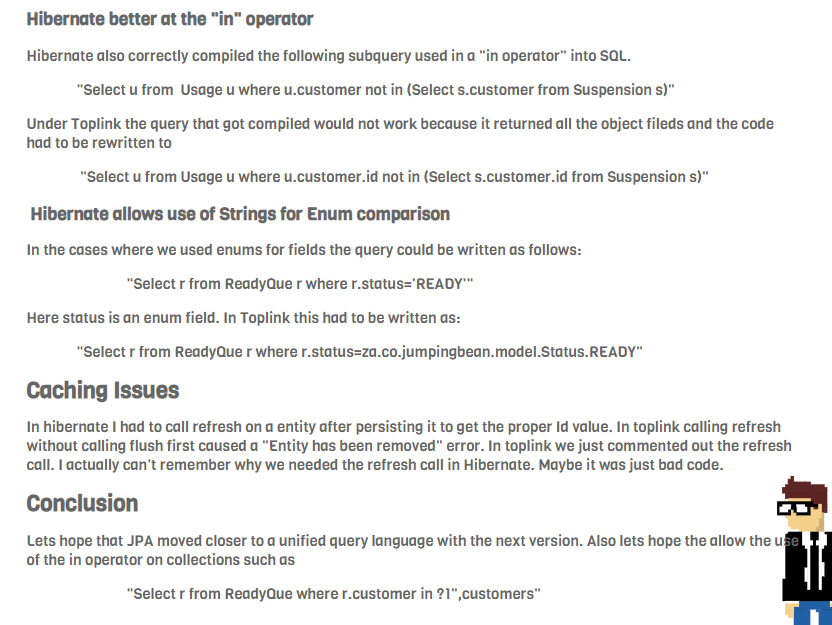 Hibernate better at the "in" operator
Hibernate also correctly compiled the following subquery used in a "in operator" into SQL.
"Select u from  Usage u where u.customer not in (Select s.customer from Suspension s)"
Under Toplink the query that got compiled would not work because it returned all the object fileds and the code
had to be rewritten to
"Select u from Usage u where u.customer.id not in (Select s.customer.id from Suspension s)"
Hibernate allows use of Strings for Enum comparison
In the cases where we used enums for fields the query could be written as follows:
"Select r from ReadyQue r where r.status='READY'"
Here status is an enum field. In Toplink this had to be written as:
"Select r from ReadyQue r where r.status=za.co.jumpingbean.model.Status.READY"
Caching Issues
In hibernate I had to call refresh on a entity after persisting it to get the proper Id value. In toplink calling refresh
without calling flush first caused a "Entity has been removed" error. In toplink we just commented out the refresh
call. I actually can't remember why we needed the refresh call in Hibernate. Maybe it was just bad code.
Conclusion
Lets hope that JPA moved closer to a unified query language with the next version. Also lets hope the allow the use
of the in operator on collections such as
"Select r from ReadyQue where r.customer in ?1",customers"